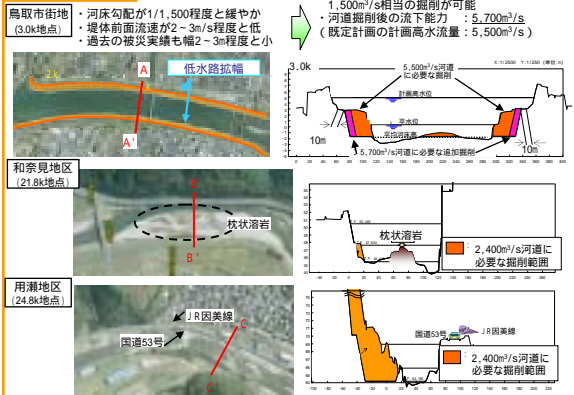 鳥取市街地
(3.0k地点)
・河床勾配が1/1,500程度と緩やか
・堤体前面流速が2~3m/s程度と低
・過去の被災実績も幅2~3m程度と小
1,500m³/s相当の掘削が可能
・河道掘削後の流下能力 : 5,700m³/s
(既定計画の計画高水流量 : 5,500m³/s)
2k
A
低水路拡幅
A'
3.0k
X:1/2500 Y:1/250 (単位:m)
5,500m³/s河道
に必要な掘削
計画高水位
平水位
平均河床高
10m
10m
5,700m³/s河道に必要な追加掘削
和奈見地区
(21.8k地点)
B
枕状溶岩
B'
枕状溶岩
2,400m³/s河道に
必要な掘削範囲
用瀬地区
(24.8k地点)
JR因美線
国道53号
C
C'
国道53号
JR因美線
2,400m³/s河道に
必要な掘削範囲